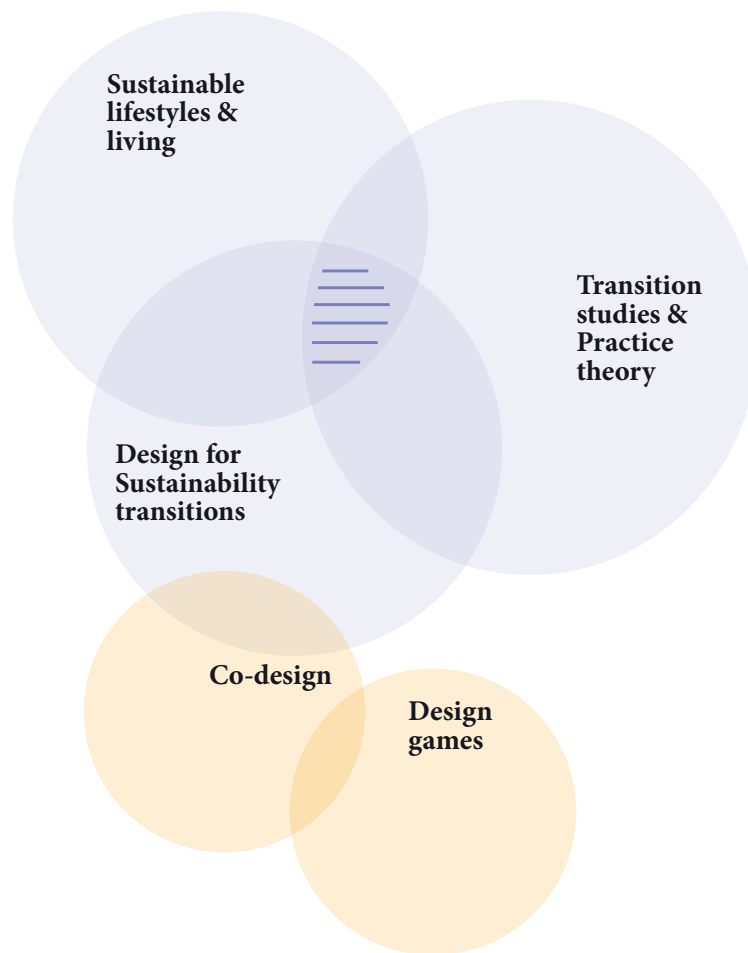 Sustainable
lifestyles &
living
Transition
studies &
Practice
theory
Design for
Sustainability
transitions
Co-design
Design
games